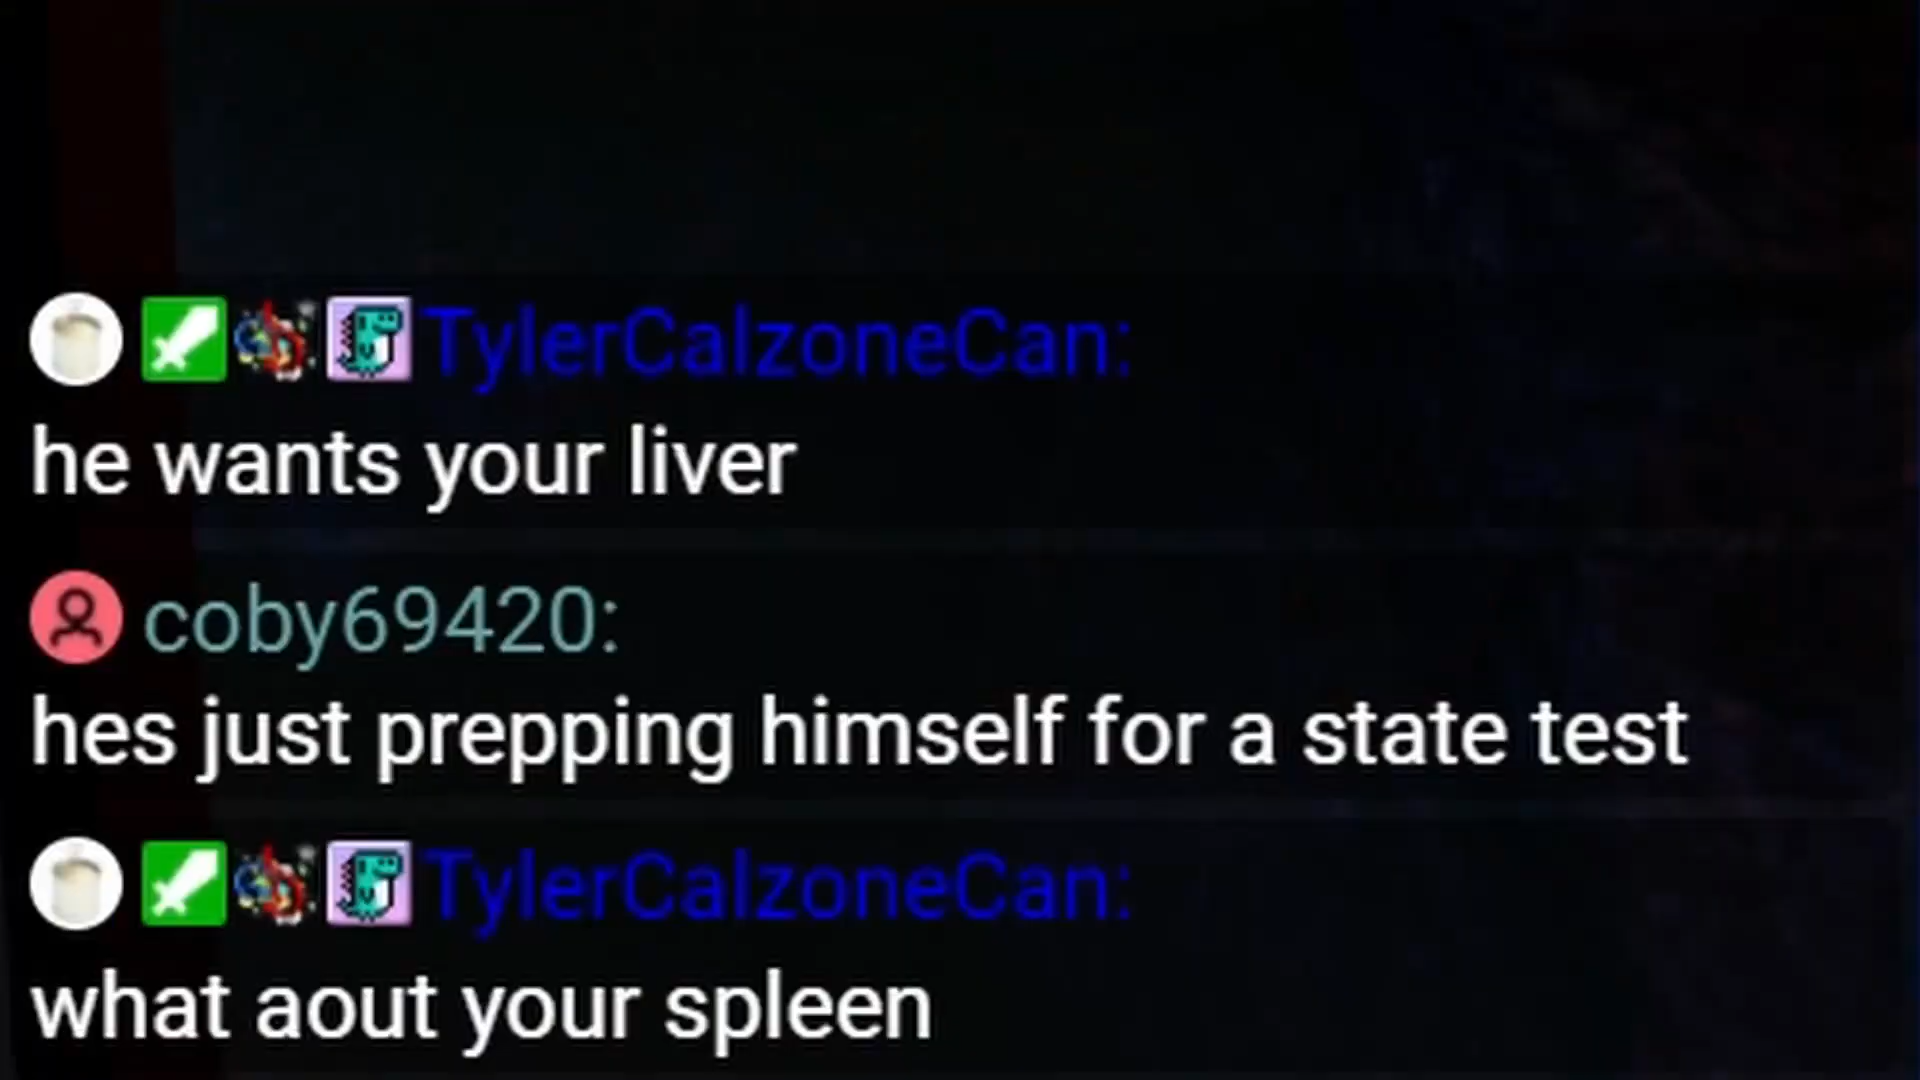 TylerCalzoneCan:
he wants your liver
coby69420:
hes just prepping himself for a state test
TylerCalzoneCan:
what aout your spleen